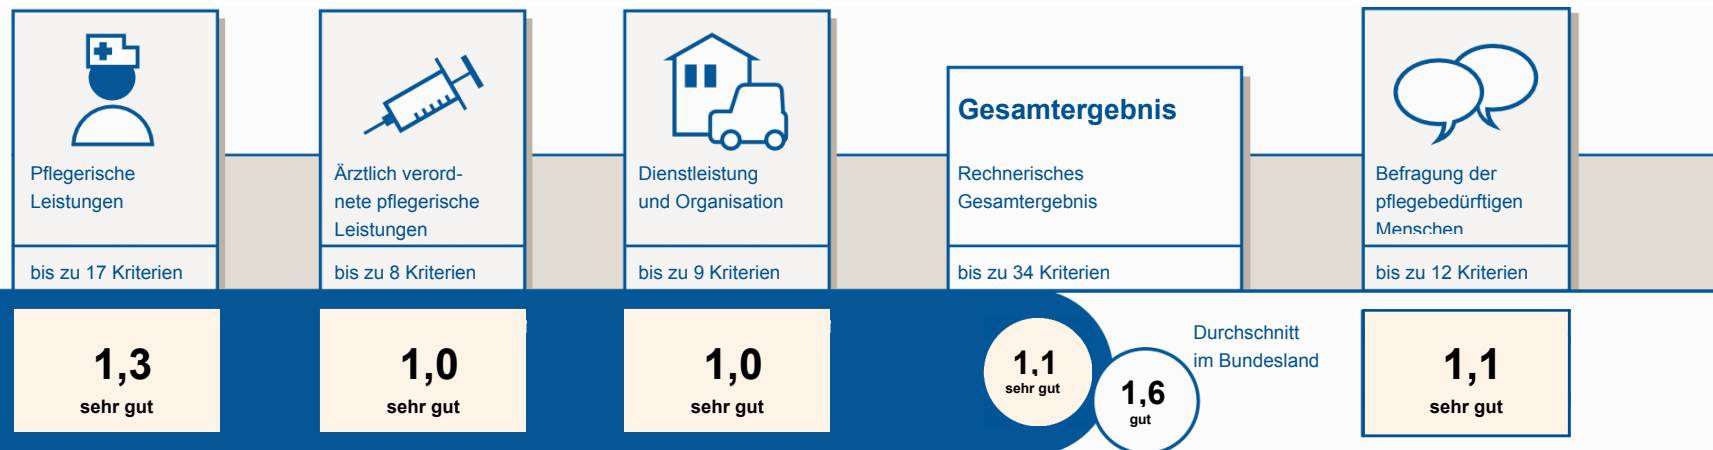 Pflegerische
Leistungen
bis zu 17 Kriterien
1,3
sehr gut
Ärztlich verord-
nete pflegerische
Leistungen
bis zu 8 Kriterien
1,0
sehr gut
Dienstleistung
und Organisation
bis zu 9 Kriterien
1,0
sehr gut
Gesamtergebnis
Rechnerisches
Gesamtergebnis
bis zu 34 Kriterien
1,1
sehr gut
Durchschnitt
im Bundesland
1,6
gut
Befragung der
pflegebedürftigen
Menschen
bis zu 12 Kriterien
1,1
sehr gut